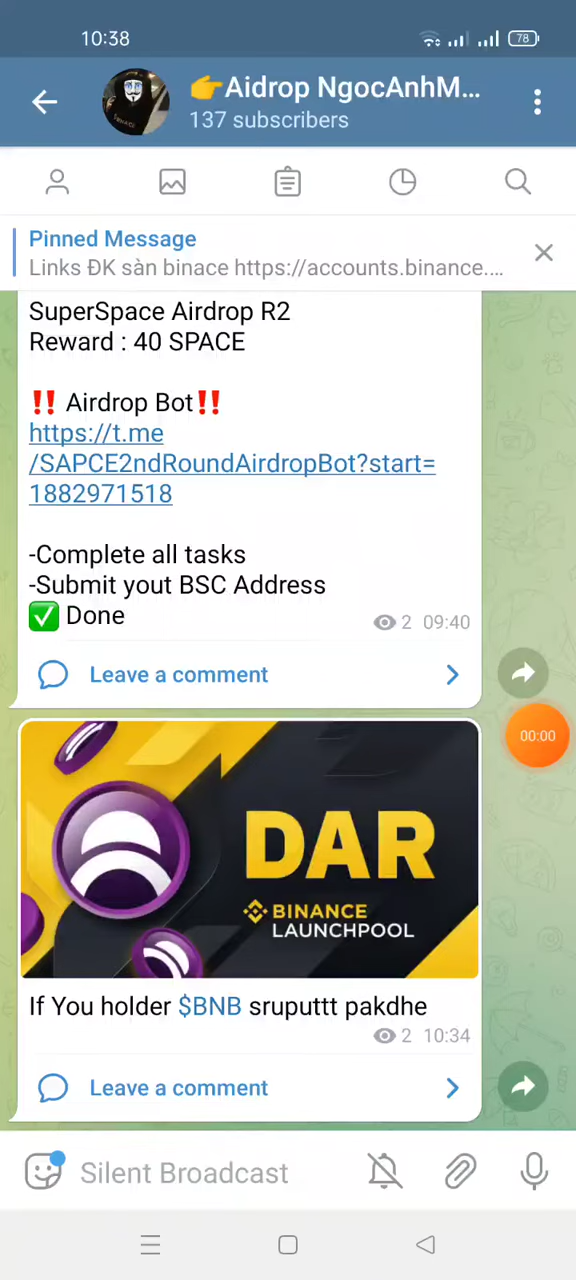 10:38
78
👉Aidrop NgocAnhM...
137 subscribers
Pinned Message
Links ĐK sàn binace https://accounts.binance....
SuperSpace Airdrop R2
Reward : 40 SPACE
‼️ Airdrop Bot‼️
https://t.me
/SAPCE2ndRoundAirdropBot?start=
1882971518
-Complete all tasks
-Submit yout BSC Address
✅ Done
2 09:40
Leave a comment
00:00
DAR
BINANCE
LAUNCHPOOL
If You holder $BNB sruputtt pakdhe
2 10:34
Leave a comment
Silent Broadcast